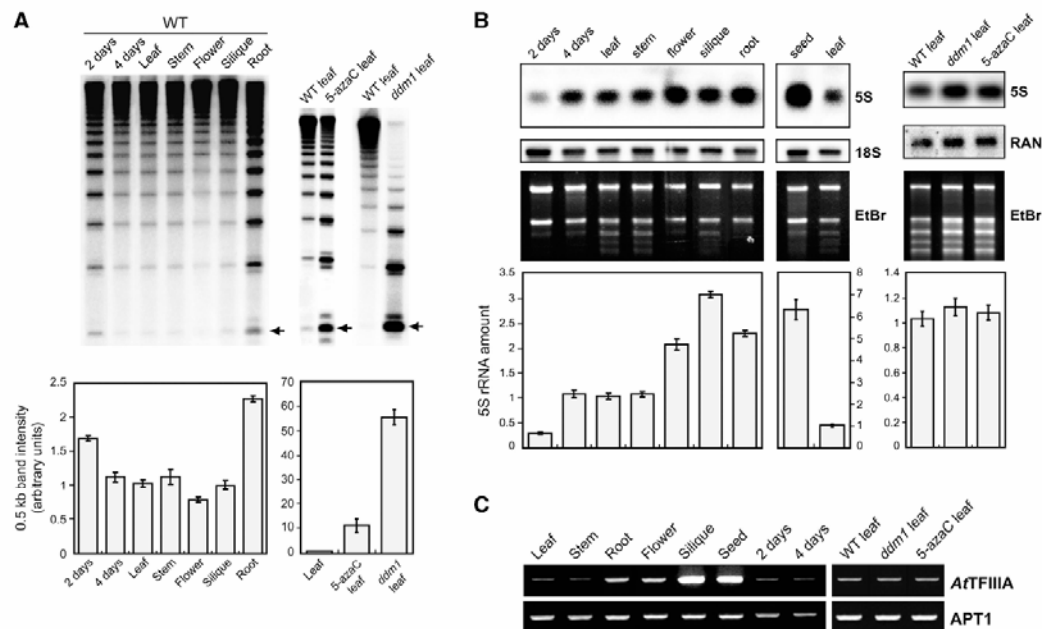 A
WT
2 days
4 days
Leaf
Stem
Flower
Silique
Root
WT leaf
5-azaC leaf
WT leaf
ddm1 leaf
0.5 kb band intensity
(arbitrary units)
2.5
2
1.5
1
0.5
0
2 days
4 days
Leaf
Stem
Flower
Silique
Root
70
60
50
40
30
20
10
0
Leaf
5-azaC
leaf
ddm1
leaf
B
2 days
4 days
leaf
stem
flower
silique
root
seed
leaf
WT leaf
ddm1 leaf
5-azaC leaf
5S
5S
18S
RAN
EtBr
EtBr
5S rRNA amount
3.5
3
2.5
2
1.5
1
0.5
0
8
7
6
5
4
3
2
1
0
1.4
1.2
1
0.8
0.6
0.4
0.2
0
C
Leaf
Stem
Root
Flower
Silique
Seed
2 days
4 days
WT leaf
ddm1 leaf
5-azaC leaf
AtTFIIIA
APT1